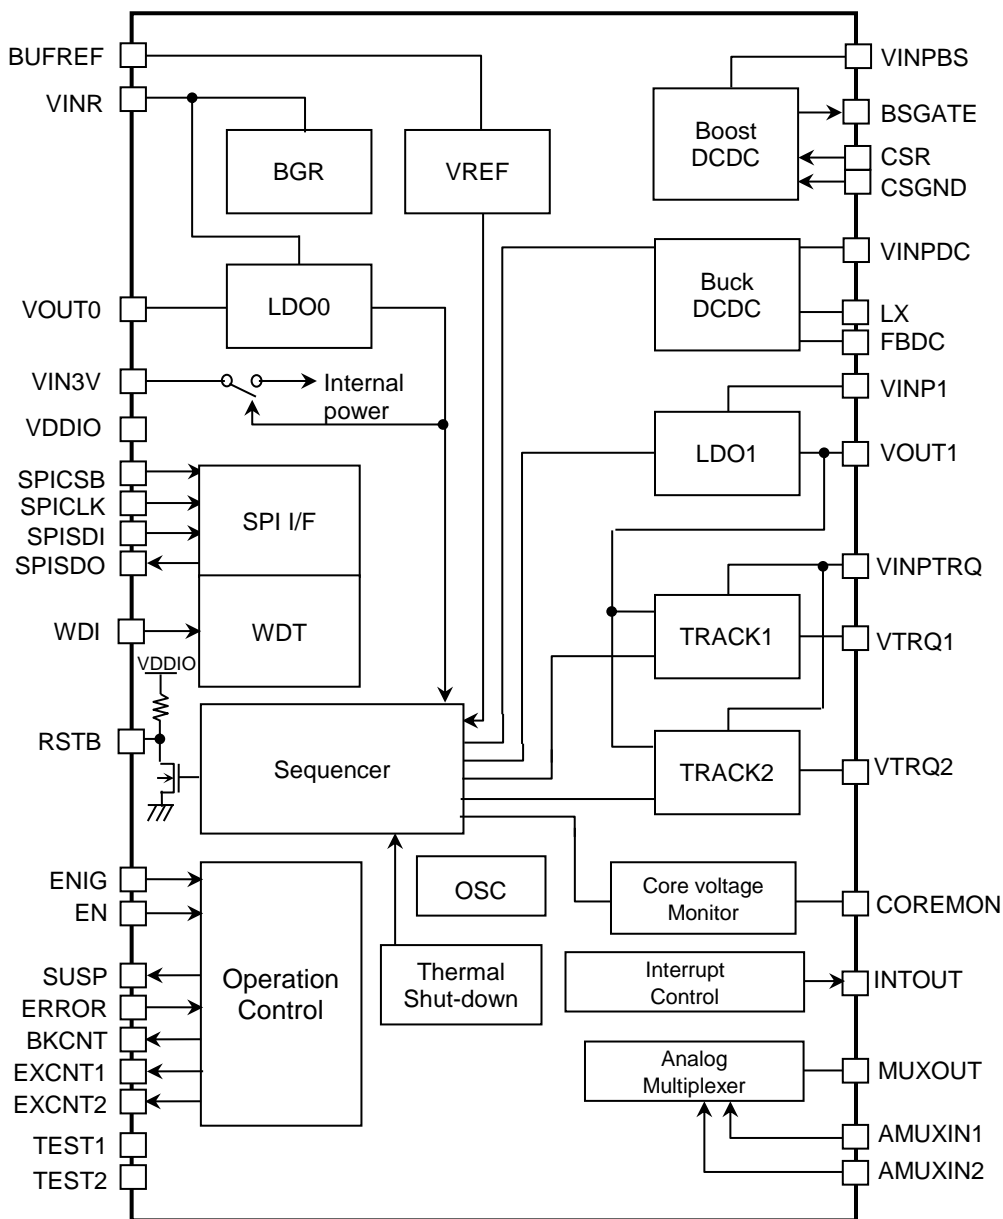 BUFREF
VINR
VOUT0
VIN3V
VDDIO
SPICSB
SPICLK
SPISDI
SPISDO
WDI
VDDIO
RSTB
ENIG
EN
SUSP
ERROR
BKCNT
EXCNT1
EXCNT2
TEST1
TEST2
BGR
VREF
LDO0
Internal
power
SPI I/F
WDT
Sequencer
OSC
Thermal
Shut-down
Operation
Control
Boost
DCDC
Buck
DCDC
LDO1
TRACK1
TRACK2
Core voltage
Monitor
Interrupt
Control
Analog
Multiplexer
VINPBS
BSGATE
CSR
CSGND
VINPDC
LX
FBDC
VINP1
VOUT1
VINPTRQ
VTRQ1
VTRQ2
COREMON
INTOUT
MUXOUT
AMUXIN1
AMUXIN2